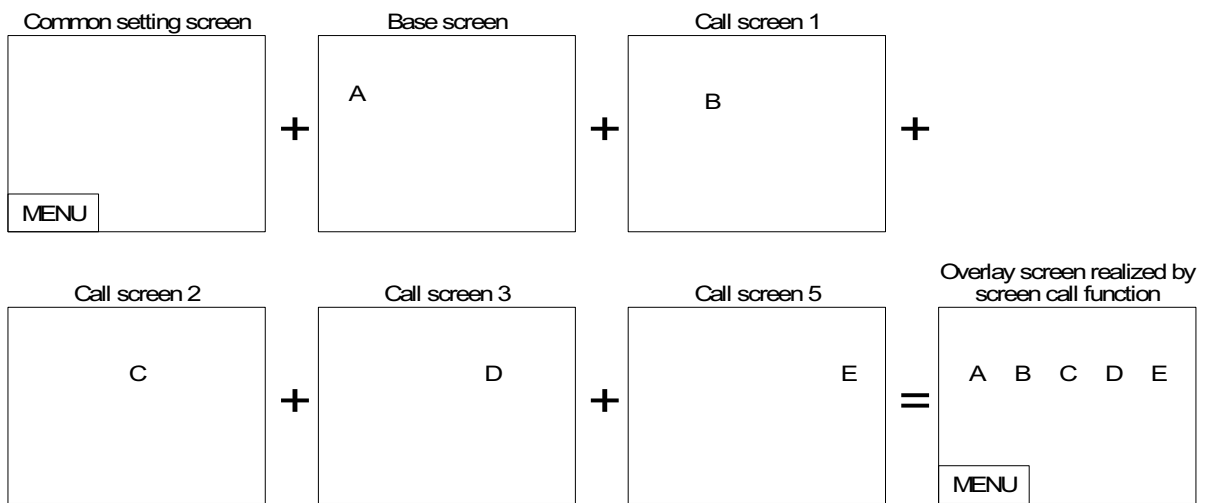 Common setting screen
Base screen
Call screen 1
A
B
+
+
+
MENU
Call screen 2
Call screen 3
Call screen 5
Overlay screen realized by
screen call function
C
D
E
A B C D E
+
+
=
MENU